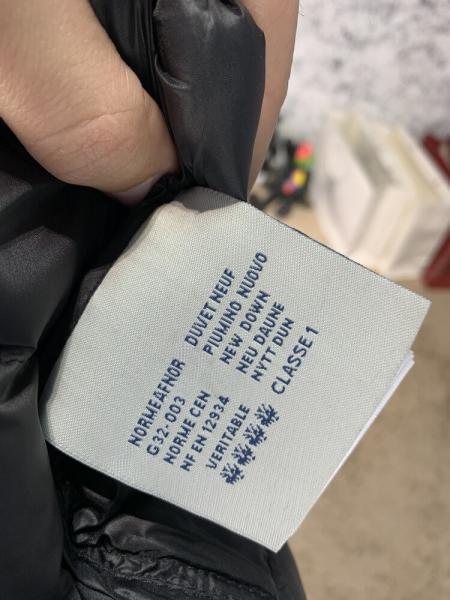 NORMEAFNOR DUVET NEUF
G32-003 PIUMINO NUOVO
NORME CEN NEW DOWN
NF EN 12934 NEU DAUNE
VERITABLE NYTT DUN
CLASSE 1